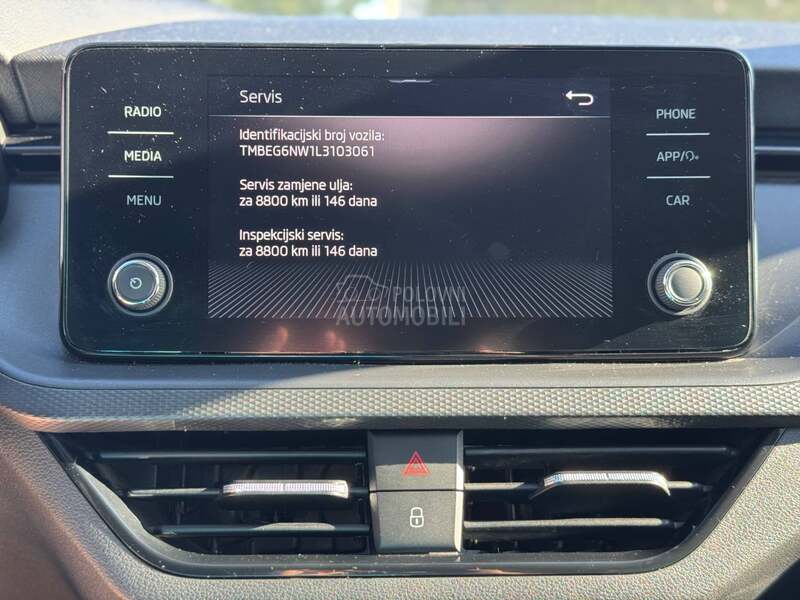 RADIO
MEDIA
MENU
Servis
Identifikacijski broj vozila:
TMBEG6NW1L3103061
Servis zamjene ulja:
za 8800 km ili 146 dana
Inspekcijski servis:
za 8800 km ili 146 dana
POLOVNI
AUTOMOBILI
PHONE
APP/
CAR